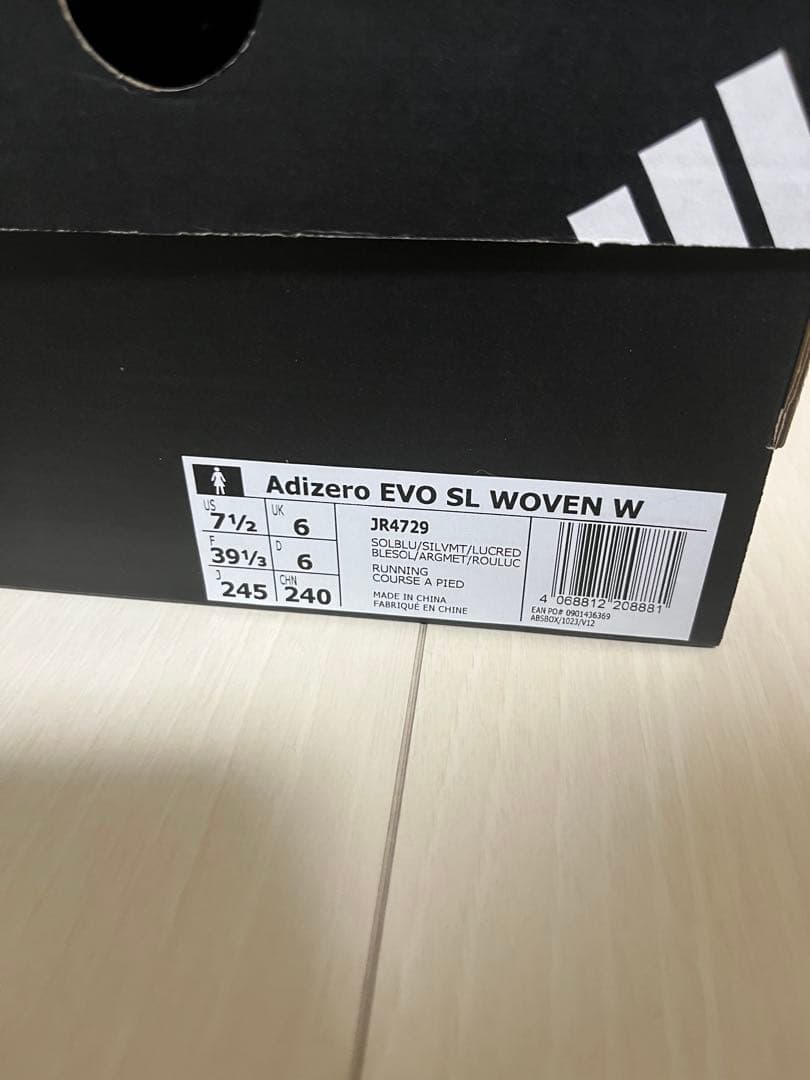 Adizero EVO SL WOVEN W
US 7½ UK 6
F 39⅓ D 6
J 245 CHN 240
JR4729
SOLBLU/SILVMT/LUCRED
BLESOL/ARGMET/ROULUC
RUNNING
COURSE A PIED
MADE IN CHINA
FABRIQUÉ EN CHINE
4 068812 208881
EAN PO# 0901436369
ABSBOX/1023/V12